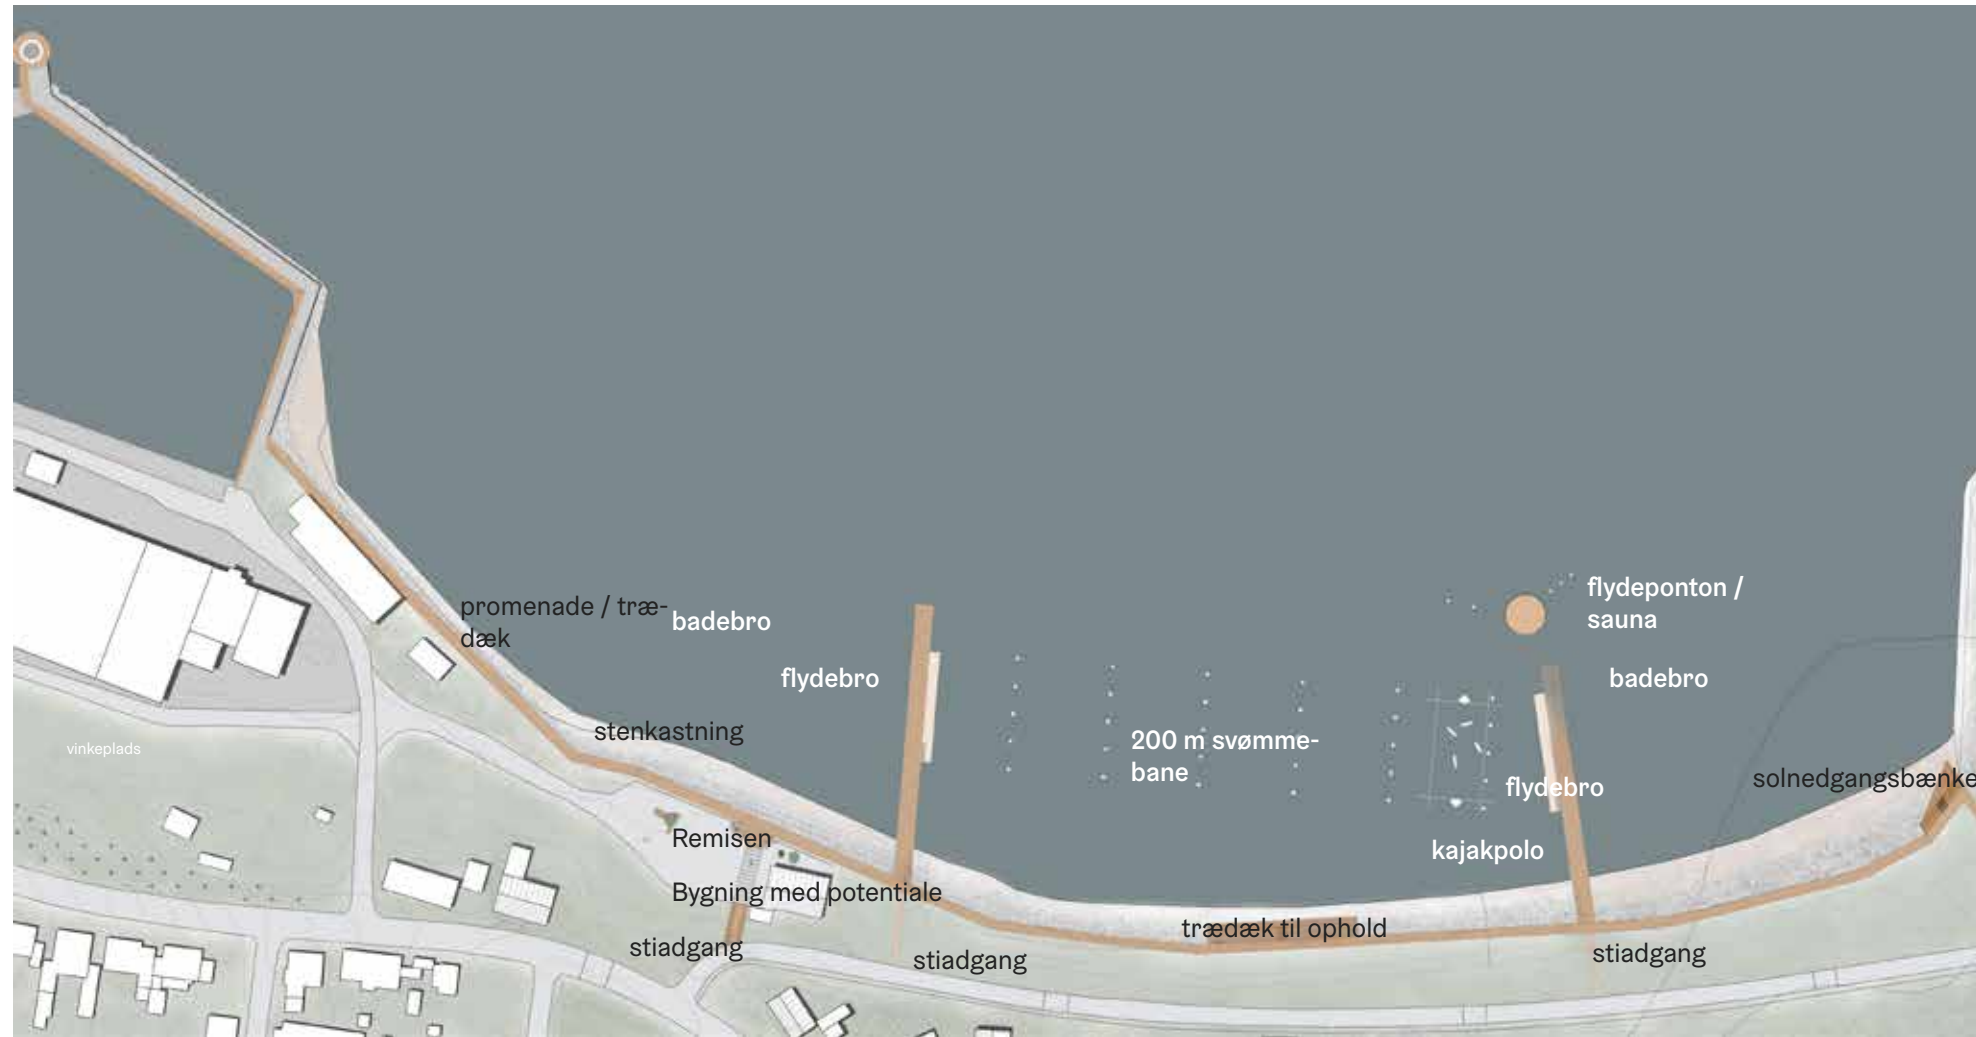 flydeponton /
sauna
promenade / træ-
dæk
badebro
flydebro
badebro
stenkastning
200 m svømme-
bane
vinkeplads
flydebro
solnedgangsbænke
Remisen
kajakpolo
Bygning med potentiale
trædæk til ophold
stiadgang
stiadgang
stiadgang